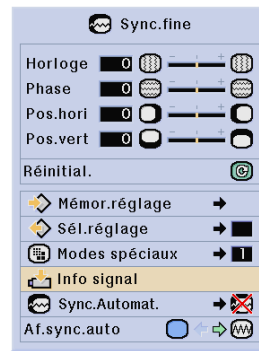 Sync.fine
Horloge 0
Phase 0
Pos.hori 0
Pos.vert 0
Réinitial.
Mémor.réglage
Sél.réglage
Modes spéciaux 1
Info signal
Sync.Automat.
Af.sync.auto